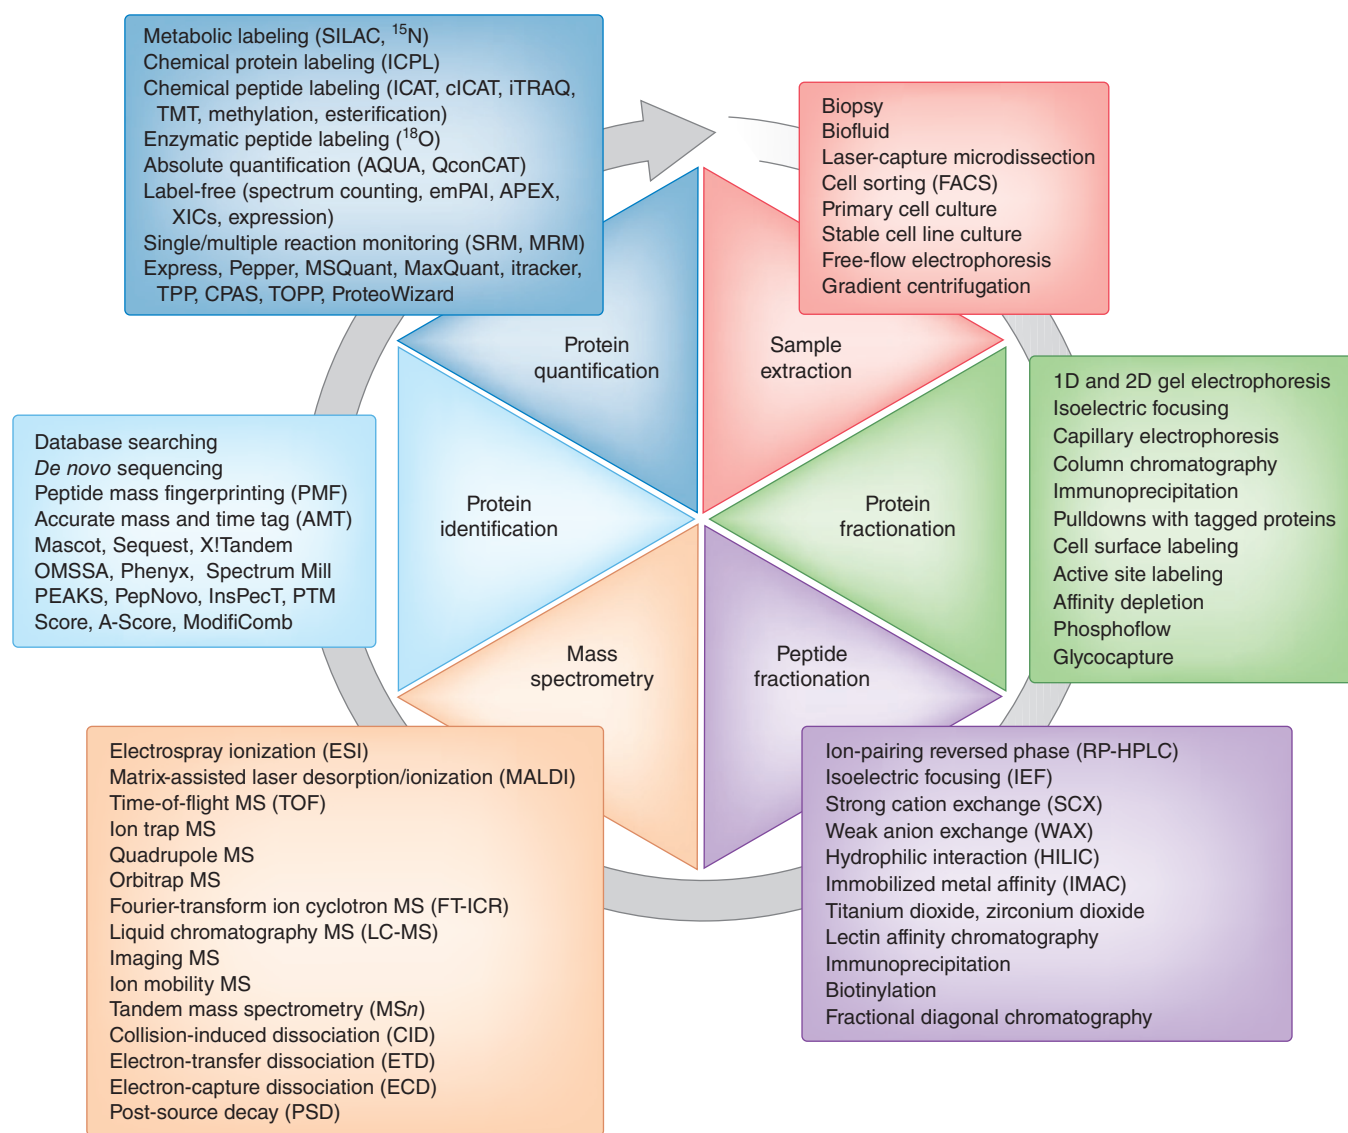 Metabolic labeling (SILAC, ¹⁵N)
Chemical protein labeling (ICPL)
Chemical peptide labeling (ICAT, cICAT, iTRAQ,
TMT, methylation, esterification)
Enzymatic peptide labeling (¹⁸O)
Absolute quantification (AQUA, QconCAT)
Label-free (spectrum counting, emPAI, APEX,
XICs, expression)
Single/multiple reaction monitoring (SRM, MRM)
Express, Pepper, MSQuant, MaxQuant, itracker,
TPP, CPAS, TOPP, ProteoWizard
Biopsy
Biofluid
Laser-capture microdissection
Cell sorting (FACS)
Primary cell culture
Stable cell line culture
Free-flow electrophoresis
Gradient centrifugation
Protein
quantification
Sample
extraction
1D and 2D gel electrophoresis
Isoelectric focusing
Capillary electrophoresis
Column chromatography
Immunoprecipitation
Pulldowns with tagged proteins
Cell surface labeling
Active site labeling
Affinity depletion
Phosphoflow
Glycocapture
Database searching
De novo sequencing
Peptide mass fingerprinting (PMF)
Accurate mass and time tag (AMT)
Mascot, Sequest, X!Tandem
OMSSA, Phenyx, Spectrum Mill
PEAKS, PepNovo, InsPecT, PTM
Score, A-Score, ModifiComb
Protein
identification
Protein
fractionation
Mass
spectrometry
Peptide
fractionation
Electrospray ionization (ESI)
Matrix-assisted laser desorption/ionization (MALDI)
Time-of-flight MS (TOF)
Ion trap MS
Quadrupole MS
Orbitrap MS
Fourier-transform ion cyclotron MS (FT-ICR)
Liquid chromatography MS (LC-MS)
Imaging MS
Ion mobility MS
Tandem mass spectrometry (MSn)
Collision-induced dissociation (CID)
Electron-transfer dissociation (ETD)
Electron-capture dissociation (ECD)
Post-source decay (PSD)
Ion-pairing reversed phase (RP-HPLC)
Isoelectric focusing (IEF)
Strong cation exchange (SCX)
Weak anion exchange (WAX)
Hydrophilic interaction (HILIC)
Immobilized metal affinity (IMAC)
Titanium dioxide, zirconium dioxide
Lectin affinity chromatography
Immunoprecipitation
Biotinylation
Fractional diagonal chromatography